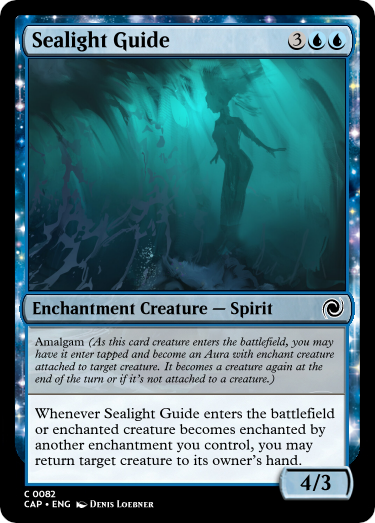 Sealight Guide 3
Enchantment Creature — Spirit
Amalgam (As this card creature enters the battlefield, you may
have it enter tapped and become an Aura with enchant creature
attached to target creature. It becomes a creature again at the
end of the turn or if it's not attached to a creature.)
Whenever Sealight Guide enters the battlefield
or enchanted creature becomes enchanted by
another enchantment you control, you may
return target creature to its owner's hand.
4/3
C 0082
CAP • ENG Denis Loebner